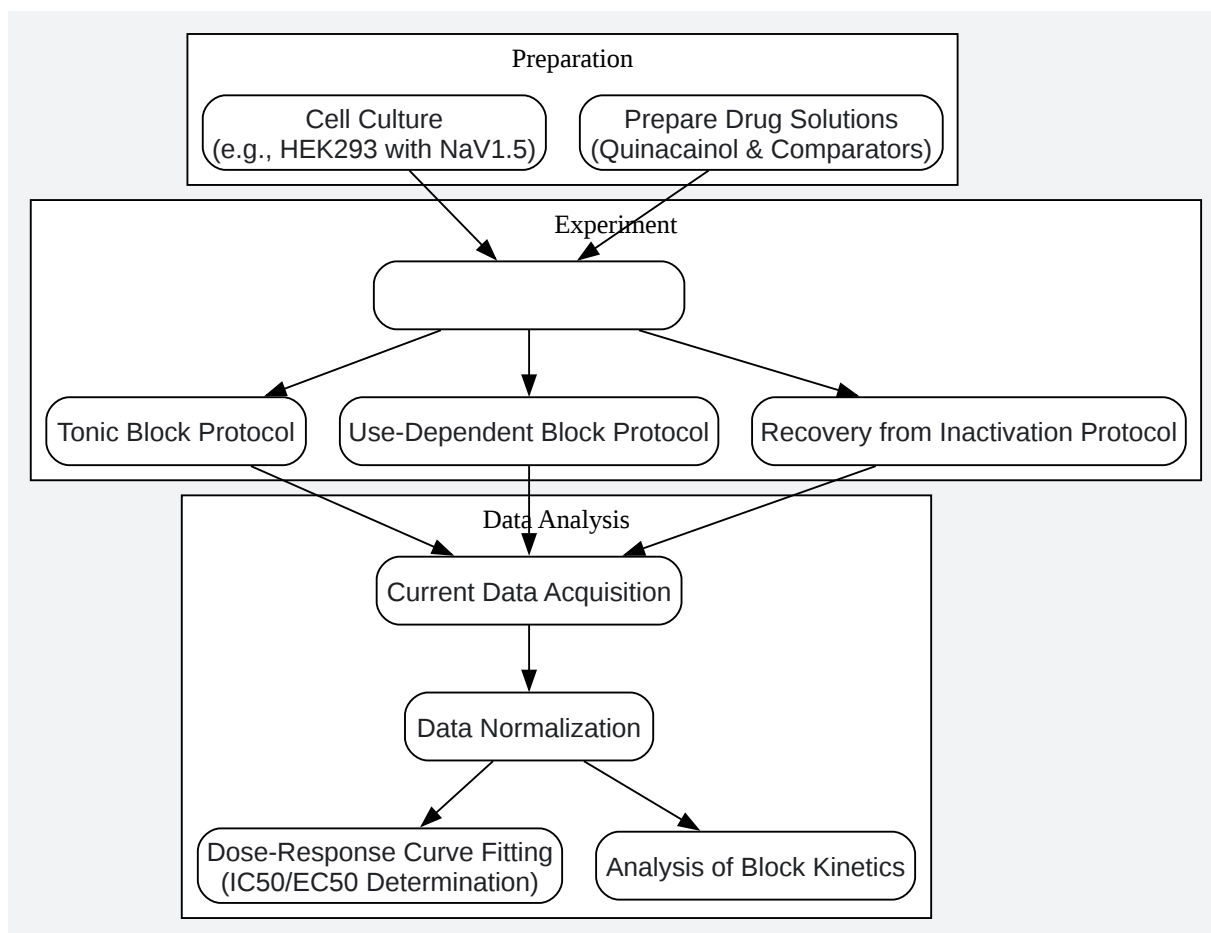 Preparation
Cell Culture
(e.g., HEK293 with NaV1.5)
Prepare Drug Solutions
(Quinacainol & Comparators)
Experiment
Tonic Block Protocol
Use-Dependent Block Protocol
Recovery from Inactivation Protocol
Data Analysis
Current Data Acquisition
Data Normalization
Dose-Response Curve Fitting
(IC50/EC50 Determination)
Analysis of Block Kinetics